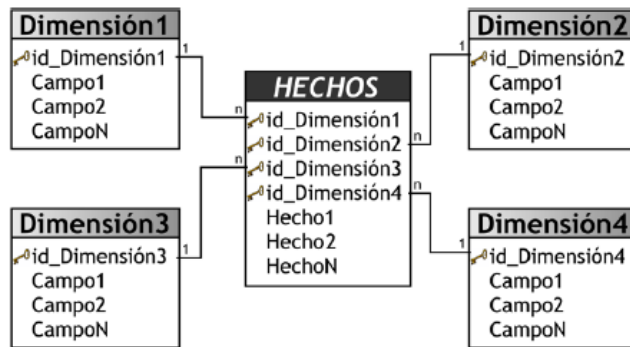 Dimensión1
id_Dimensión1
Campo1
Campo2
CampoN
1
Dimensión2
id_Dimensión2
Campo1
Campo2
CampoN
1
HECHOS
id_Dimensión1
id_Dimensión2
id_Dimensión3
id_Dimensión4
Hecho1
Hecho2
HechoN
n
n
n
n
Dimensión3
id_Dimensión3
Campo1
Campo2
CampoN
1
Dimensión4
id_Dimensión4
Campo1
Campo2
CampoN
1